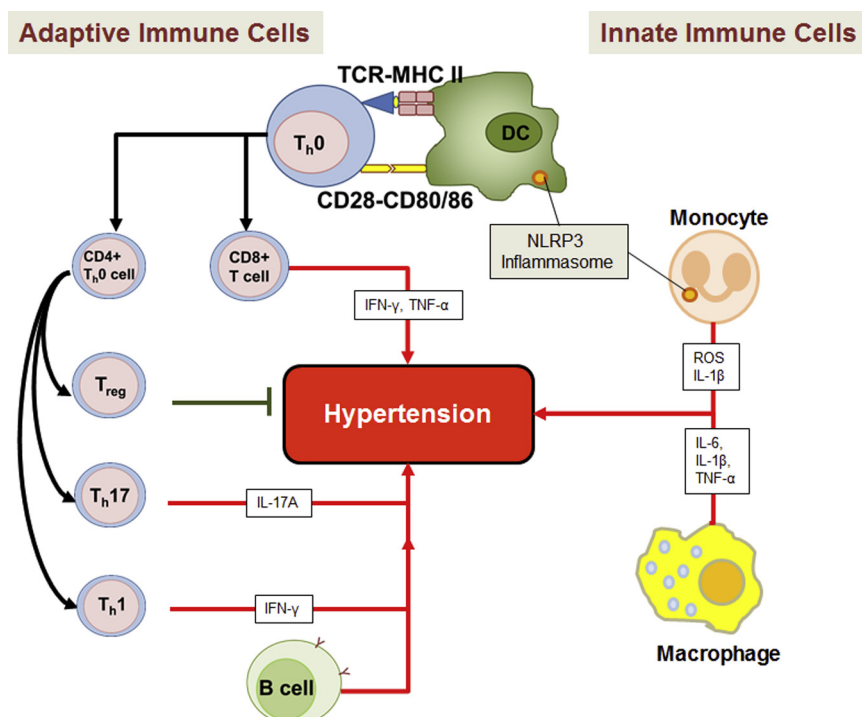 Adaptive Immune Cells
Innate Immune Cells
TCR-MHC II
Th0
DC
CD28-CD80/86
NLRP3
Inflammasome
Monocyte
CD4+
Th0 cell
CD8+
T cell
IFN-γ, TNF-α
ROS
IL-1β
Treg
Hypertension
IL-6,
IL-1β,
TNF-α
Th17
IL-17A
Th1
IFN-γ
B cell
Macrophage